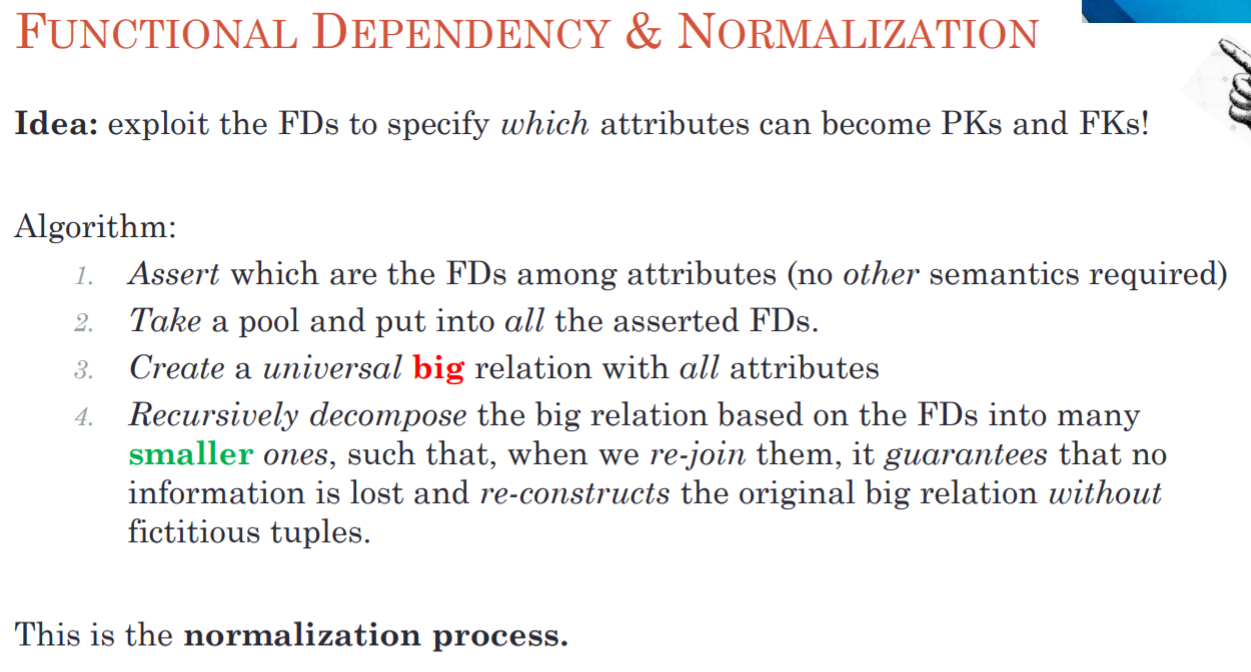 FUNCTIONAL DEPENDENCY & NORMALIZATION
Idea: exploit the FDs to specify which attributes can become PKs and FKs!
Algorithm:
1. Assert which are the FDs among attributes (no other semantics required)
2. Take a pool and put into all the asserted FDs.
3. Create a universal big relation with all attributes
4. Recursively decompose the big relation based on the FDs into many
smaller ones, such that, when we re-join them, it guarantees that no
information is lost and re-constructs the original big relation without
fictitious tuples.
This is the normalization process.